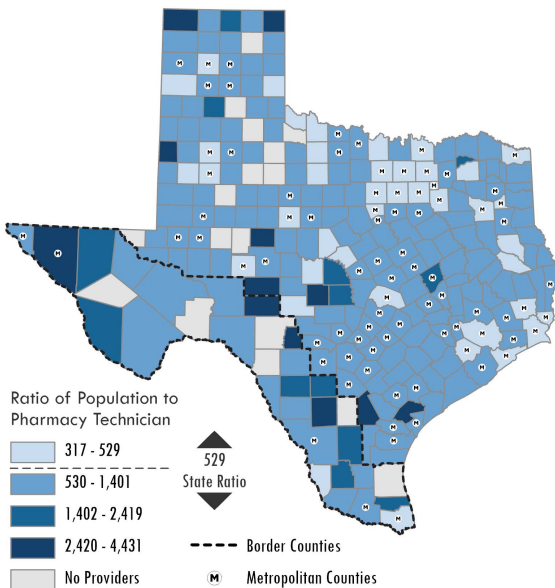 Ratio of Population to
Pharmacy Technician
317 - 529
530 - 1,401
1,402 - 2,419
2,420 - 4,431
No Providers
529
State Ratio
Border Counties
M Metropolitan Counties